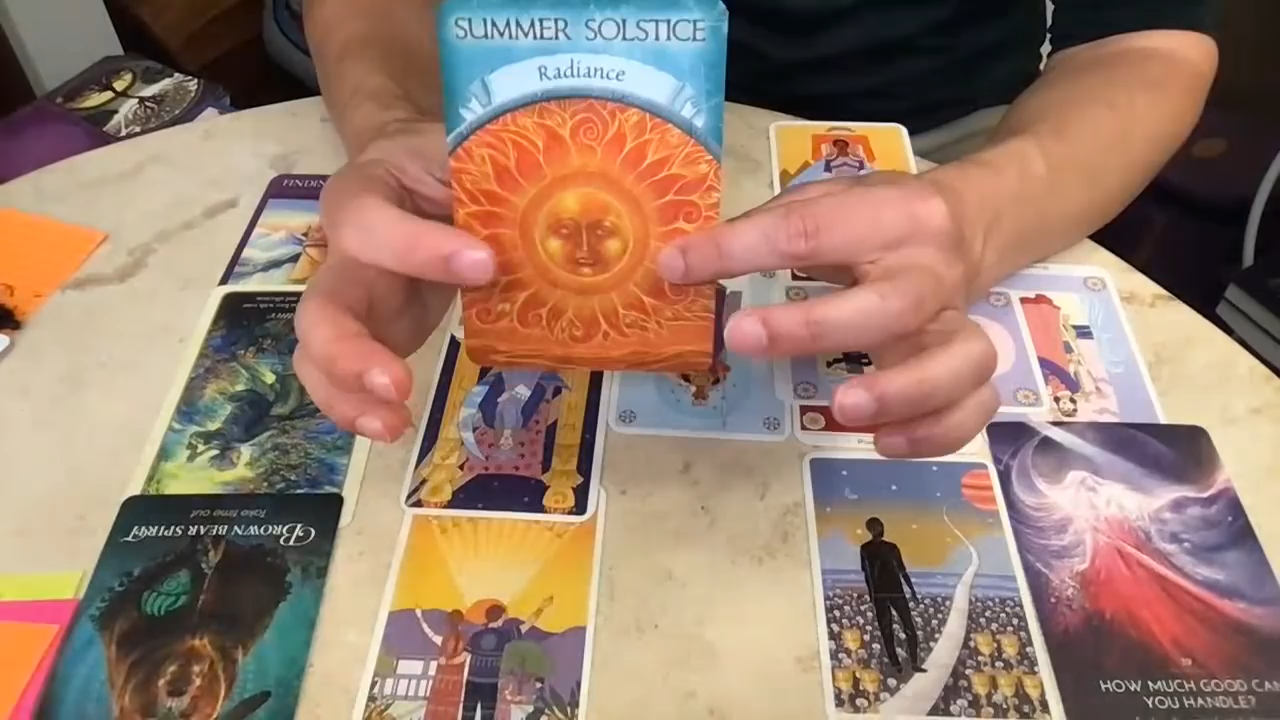 SUMMER SOLSTICE
Radiance
BROWN BEAR SPIRIT
Take time out
HOW MUCH GOOD CAN
YOU HANDLE?